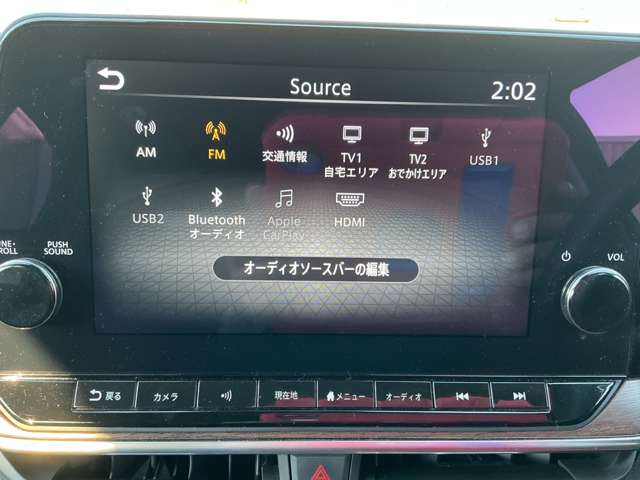 Source
2:02
AM
FM
交通情報
TV1
自宅エリア
TV2
おでかけエリア
USB1
USB2
Bluetooth
オーディオ
Apple
CarPlay
HDMI
オーディオソースバーの編集
PUSH
SOUND
VOL
戻る
カメラ
現在地
メニュー
オーディオ